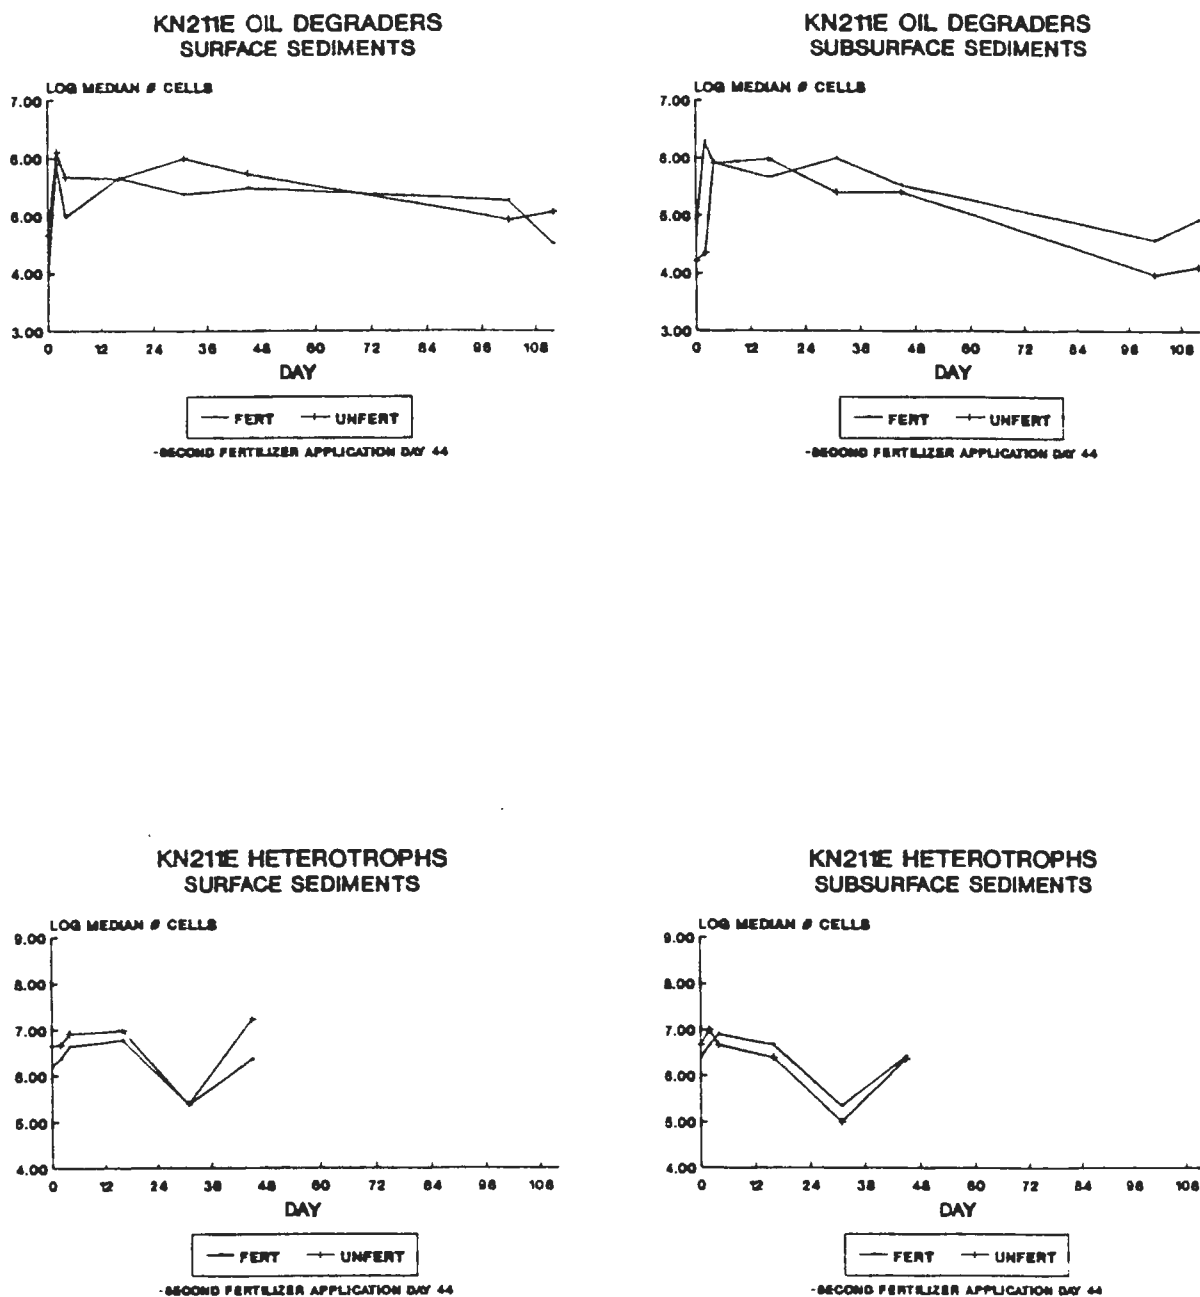 KN211E OIL DEGRADERS
SURFACE SEDIMENTS
LOG MEDIAN # CELLS
7.00
6.00
5.00
4.00
3.00
0 12 24 36 48 60 72 84 96 108
DAY
FERT UNFERT
-SECOND FERTILIZER APPLICATION DAY 44
KN211E OIL DEGRADERS
SUBSURFACE SEDIMENTS
LOG MEDIAN # CELLS
7.00
6.00
5.00
4.00
3.00
0 12 24 36 48 60 72 84 96 108
DAY
FERT UNFERT
-SECOND FERTILIZER APPLICATION DAY 44
KN211E HETEROTROPHS
SURFACE SEDIMENTS
LOG MEDIAN # CELLS
9.00
8.00
7.00
6.00
5.00
4.00
0 12 24 36 48 60 72 84 96 108
DAY
FERT UNFERT
-SECOND FERTILIZER APPLICATION DAY 44
KN211E HETEROTROPHS
SUBSURFACE SEDIMENTS
LOG MEDIAN # CELLS
9.00
8.00
7.00
6.00
5.00
4.00
0 12 24 36 48 60 72 84 96 108
DAY
FERT UNFERT
-SECOND FERTILIZER APPLICATION DAY 44